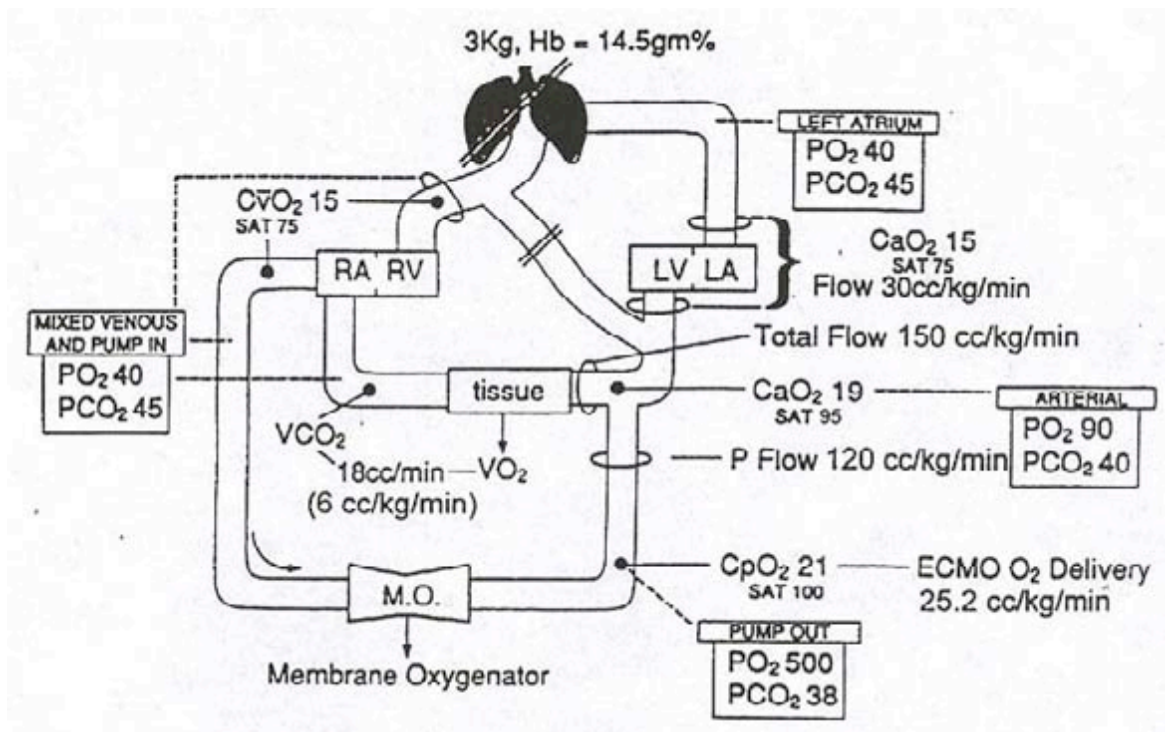 3Kg, Hb = 14.5gm%
LEFT ATRIUM
PO₂ 40
PCO₂ 45
Cv̄O₂ 15
SAT 75
RA RV
LV LA
CaO₂ 15
SAT 75
Flow 30cc/kg/min
MIXED VENOUS
AND PUMP IN
PO₂ 40
PCO₂ 45
Total Flow 150 cc/kg/min
tissue
CaO₂ 19
SAT 95
ARTERIAL
PO₂ 90
PCO₂ 40
VCO₂
18cc/min
VO₂
(6 cc/kg/min)
P Flow 120 cc/kg/min
M.O.
CpO₂ 21
SAT 100
ECMO O₂ Delivery
25.2 cc/kg/min
Membrane Oxygenator
PUMP OUT
PO₂ 500
PCO₂ 38